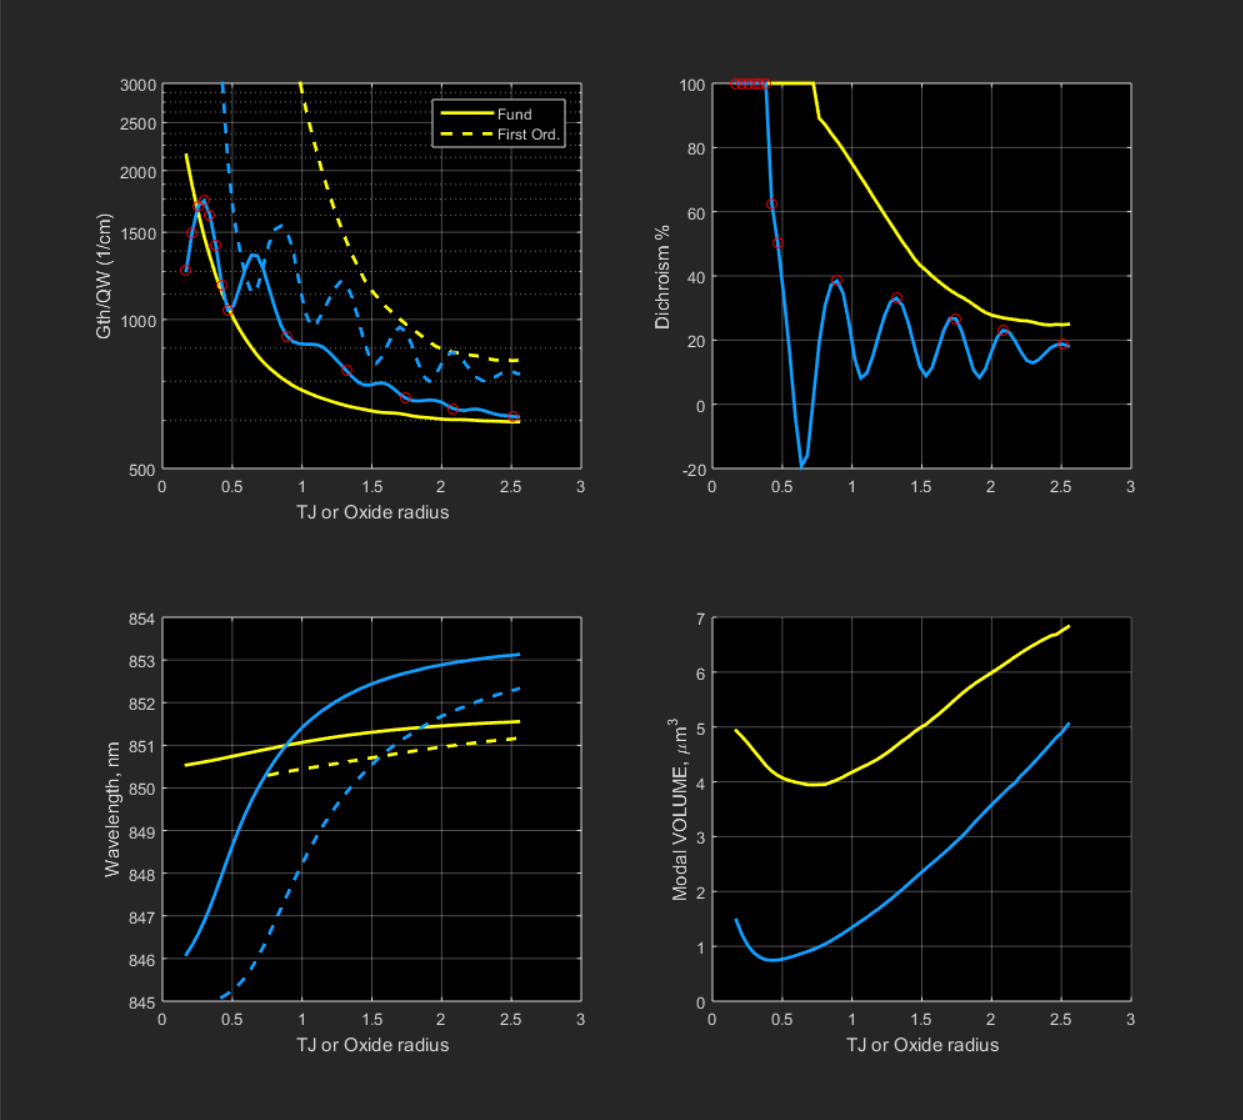 3000
2500
2000
1500
1000
500
Gth/QW (1/cm)
Fund
First Ord.
0 0.5 1 1.5 2 2.5 3
TJ or Oxide radius
100
80
60
40
20
0
-20
Dichroism %
0 0.5 1 1.5 2 2.5 3
854
853
852
851
850
849
848
847
846
845
Wavelength, nm
0 0.5 1 1.5 2 2.5 3
TJ or Oxide radius
7
6
5
4
3
2
1
0
Modal VOLUME, μm³
0 0.5 1 1.5 2 2.5 3
TJ or Oxide radius